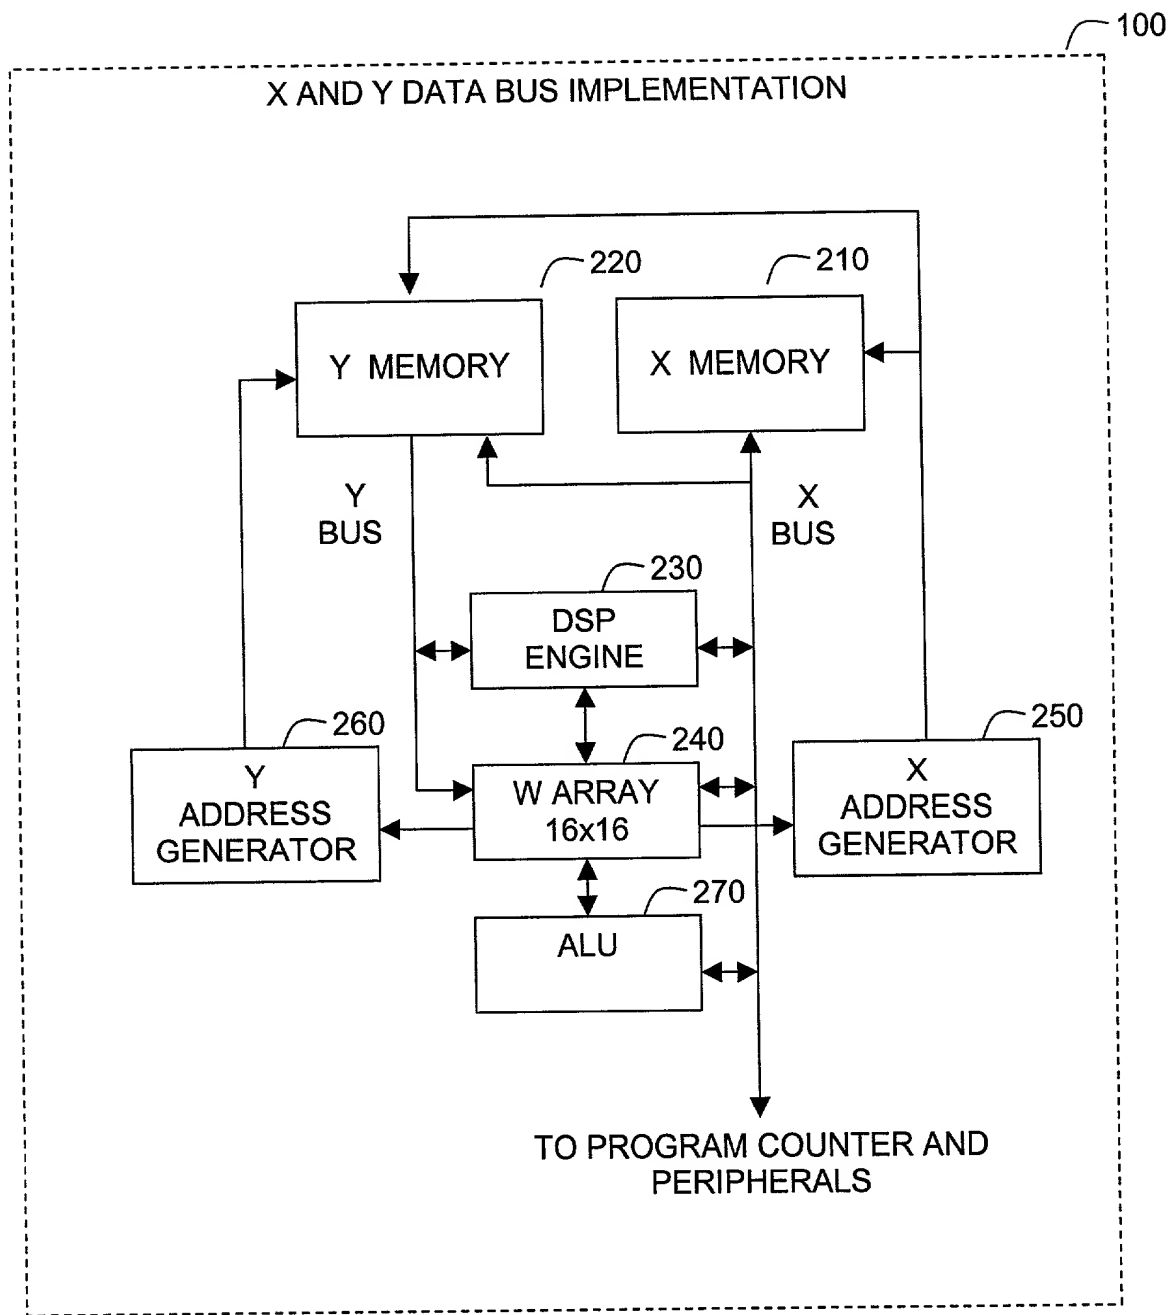 100
X AND Y DATA BUS IMPLEMENTATION
220
210
Y MEMORY
X MEMORY
Y
BUS
X
BUS
230
DSP
ENGINE
260
Y
ADDRESS
GENERATOR
240
W ARRAY
16x16
250
X
ADDRESS
GENERATOR
270
ALU
TO PROGRAM COUNTER AND
PERIPHERALS